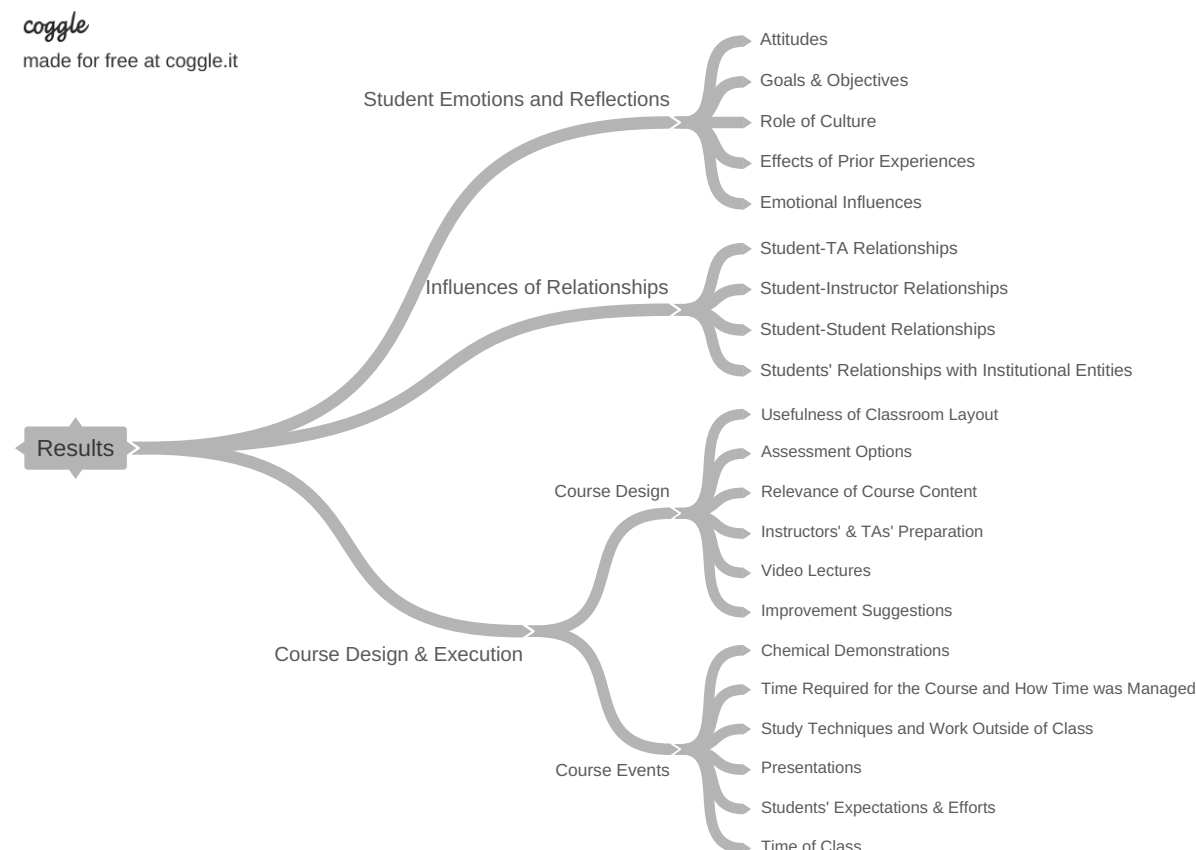 coggle
made for free at coggle.it
Results
Student Emotions and Reflections
Attitudes
Goals & Objectives
Role of Culture
Effects of Prior Experiences
Emotional Influences
Influences of Relationships
Student-TA Relationships
Student-Instructor Relationships
Student-Student Relationships
Students' Relationships with Institutional Entities
Course Design & Execution
Course Design
Usefulness of Classroom Layout
Assessment Options
Relevance of Course Content
Instructors' & TAs' Preparation
Video Lectures
Improvement Suggestions
Course Events
Chemical Demonstrations
Time Required for the Course and How Time was Managed
Study Techniques and Work Outside of Class
Presentations
Students' Expectations & Efforts
Time of Class